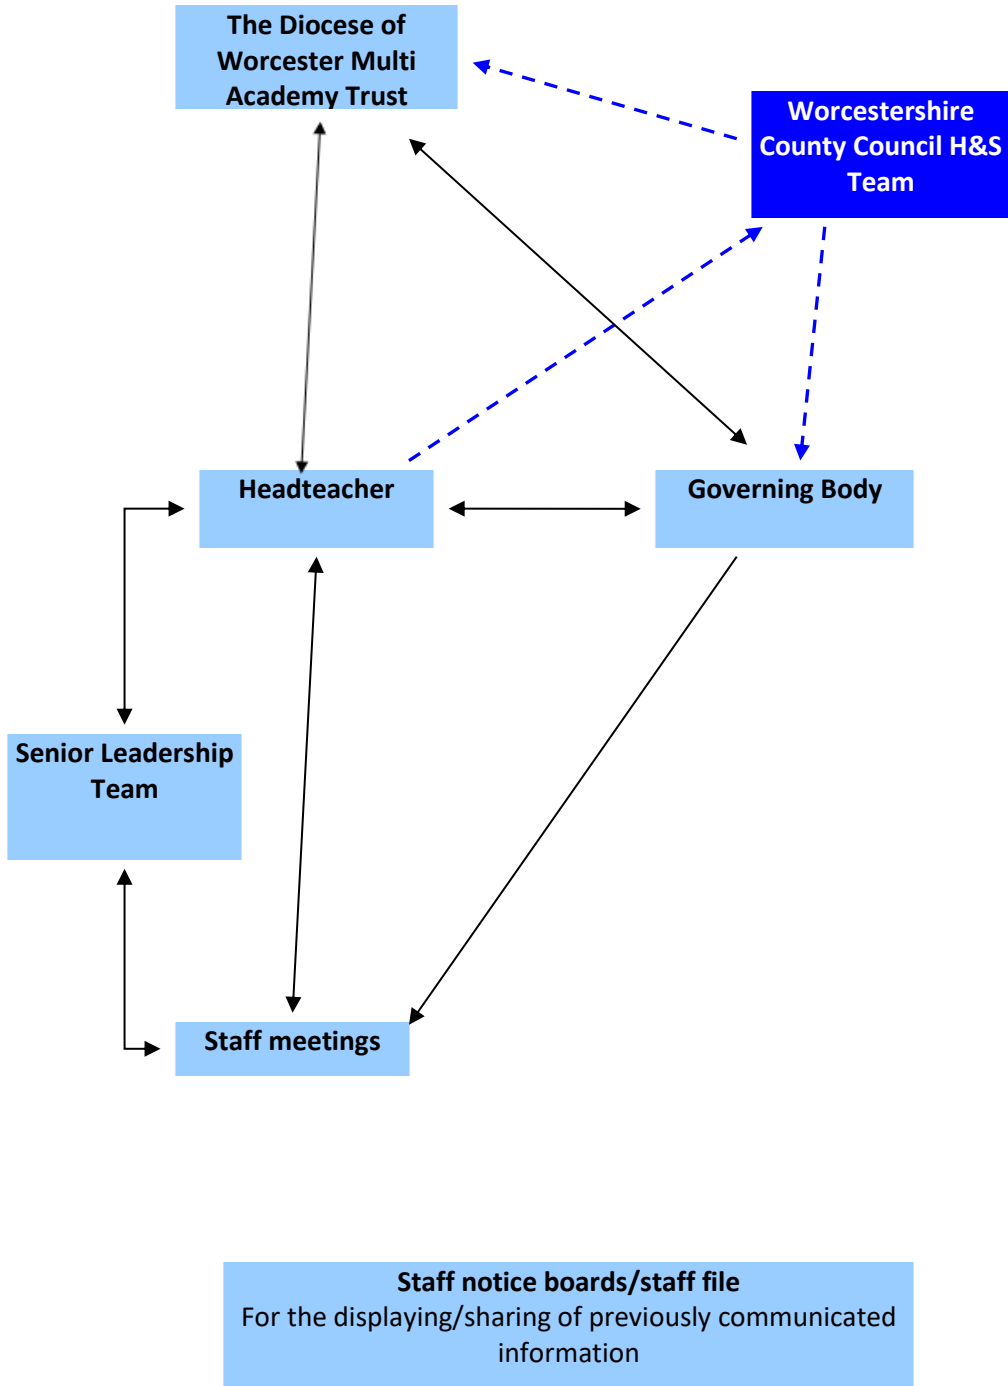 The Diocese of
Worcester Multi
Academy Trust
Worcestershire
County Council H&S
Team
Headteacher
Governing Body
Senior Leadership
Team
Staff meetings
Staff notice boards/staff file
For the displaying/sharing of previously communicated
information